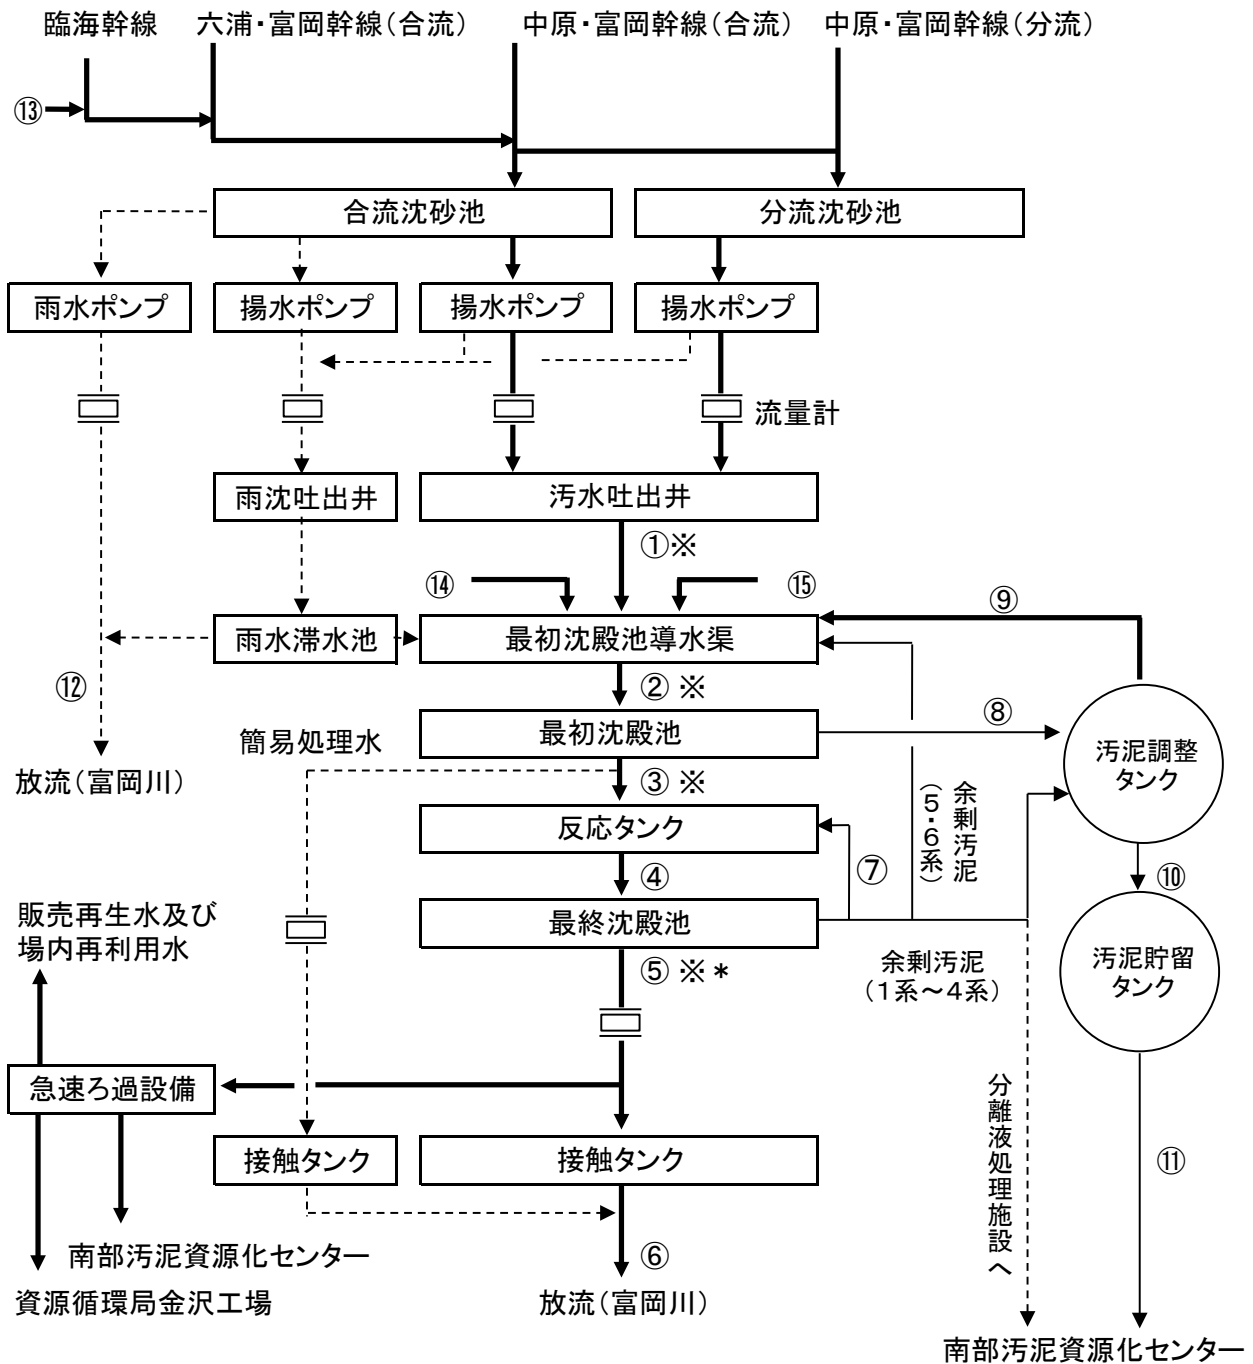 臨海幹線
六浦・富岡幹線(合流)
中原・富岡幹線(合流)
中原・富岡幹線(分流)
⑬
合流沈砂池
分流沈砂池
雨水ポンプ
揚水ポンプ
揚水ポンプ
揚水ポンプ
流量計
雨沈吐出井
汚水吐出井
①※
⑭
⑮
⑨
雨水滞水池
最初沈殿池導水渠
⑫
②※
⑧
簡易処理水
最初沈殿池
汚泥調整
タンク
放流(富岡川)
③※
余剰汚泥
(5・6系)
反応タンク
⑦
④
⑩
販売再生水及び
場内再利用水
最終沈殿池
⑤※*
余剰汚泥
(1系~4系)
汚泥貯留
タンク
急速ろ過設備
分離液処理施設へ
接触タンク
接触タンク
⑪
南部汚泥資源化センター
⑥
資源循環局金沢工場
放流(富岡川)
南部汚泥資源化センター